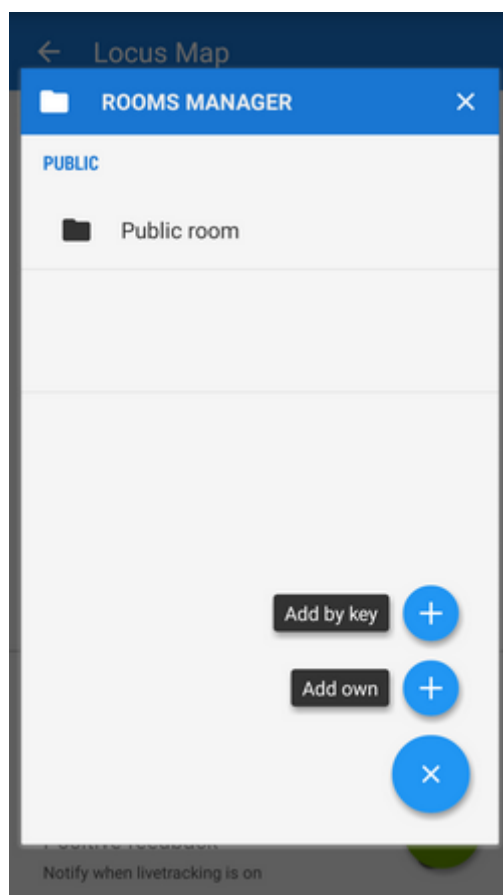 Locus Map
ROOMS MANAGER
PUBLIC
Public room
Add by key
Add own
Notify when livetracking is on